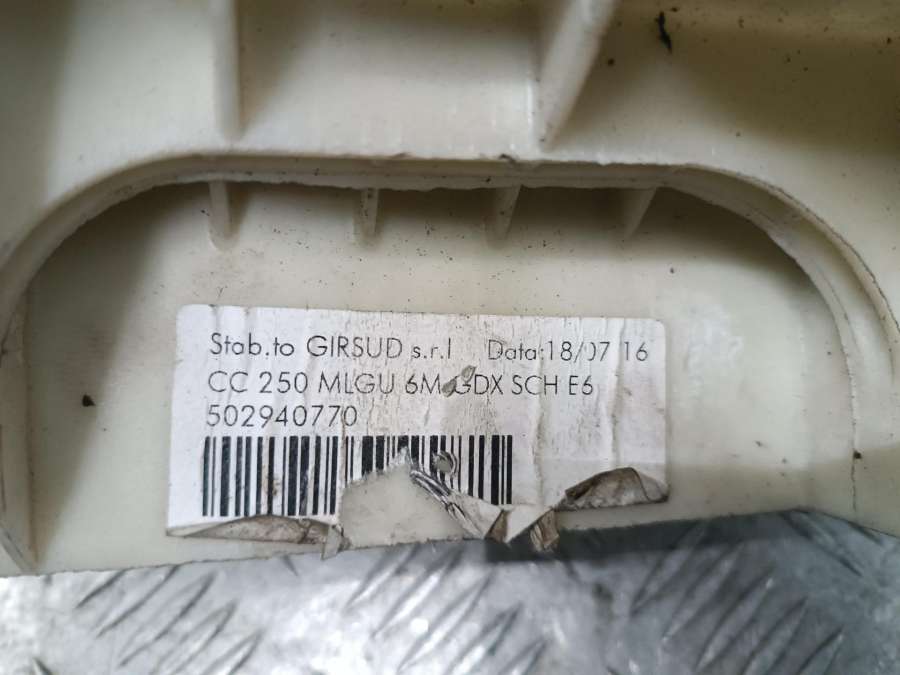 Stab.to GIRSUD s.r.l Data:18/07/16
CC 250 MLGU 6M GDX SCH E6
502940770